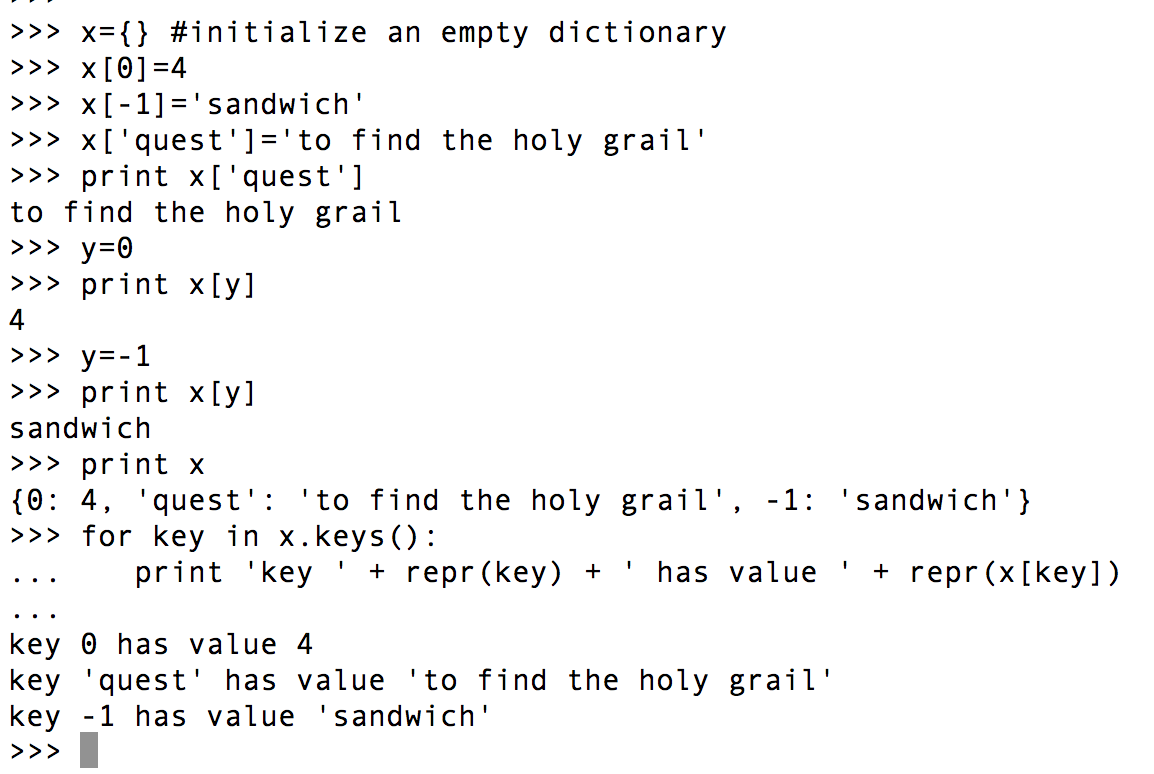 >>> x={} #initialize an empty dictionary
>>> x[0]=4
>>> x[-1]='sandwich'
>>> x['quest']='to find the holy grail'
>>> print x['quest']
to find the holy grail
>>> y=0
>>> print x[y]
4
>>> y=-1
>>> print x[y]
sandwich
>>> print x
{0: 4, 'quest': 'to find the holy grail', -1: 'sandwich'}
>>> for key in x.keys():
...    print 'key ' + repr(key) + ' has value ' + repr(x[key])
...
key 0 has value 4
key 'quest' has value 'to find the holy grail'
key -1 has value 'sandwich'
>>>